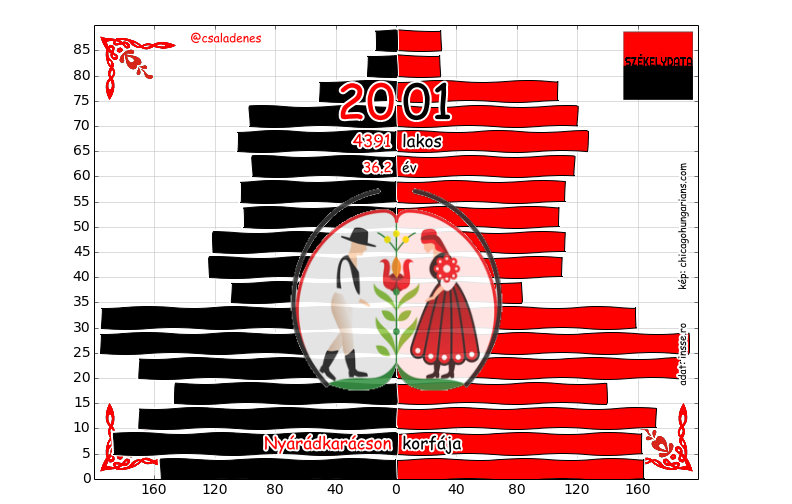 @csaladenes
SZÉKELYDATA
2001
4391 lakos
36,2 év
kép: chicagohungarians.com
adat: insse.ro
Nyárádkarácson korfája
85
80
75
70
65
60
55
50
45
40
35
30
25
20
15
10
5
0
160 120 80 40 0 40 80 120 160